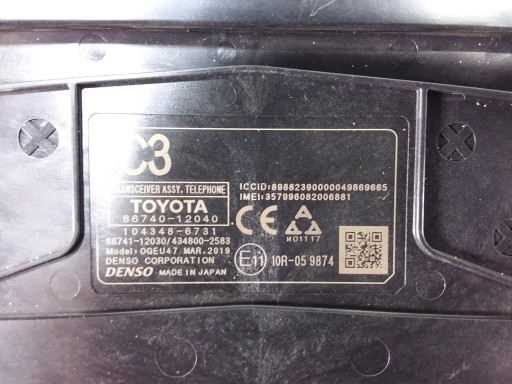 C3
TRANSCEIVER ASSY, TELEPHONE
TOYOTA
86740-12040
104348-6731
86741-12030/434800-2583
Model:OGEU47 MAR.2019
DENSO CORPORATION
DENSO MADE IN JAPAN
ICCID:89882390000049869665
IMEI:357996082006881
CE
И01117
E11 10R-05 9874